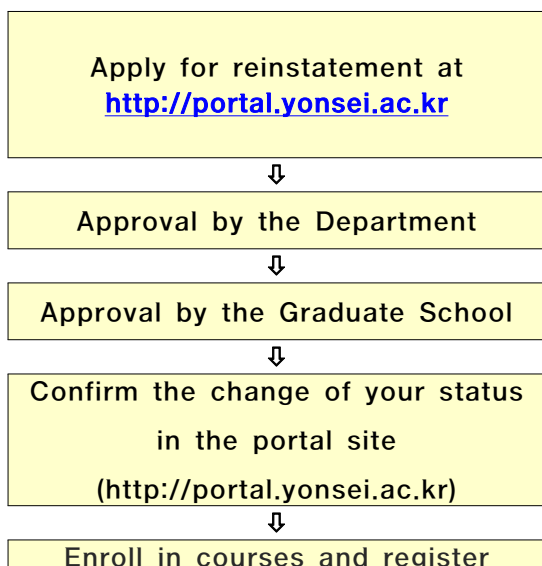 Apply for reinstatement at
http://portal.yonsei.ac.kr
⇩
Approval by the Department
⇩
Approval by the Graduate School
⇩
Confirm the change of your status
in the portal site
(http://portal.yonsei.ac.kr)
⇩
Enroll in courses and register